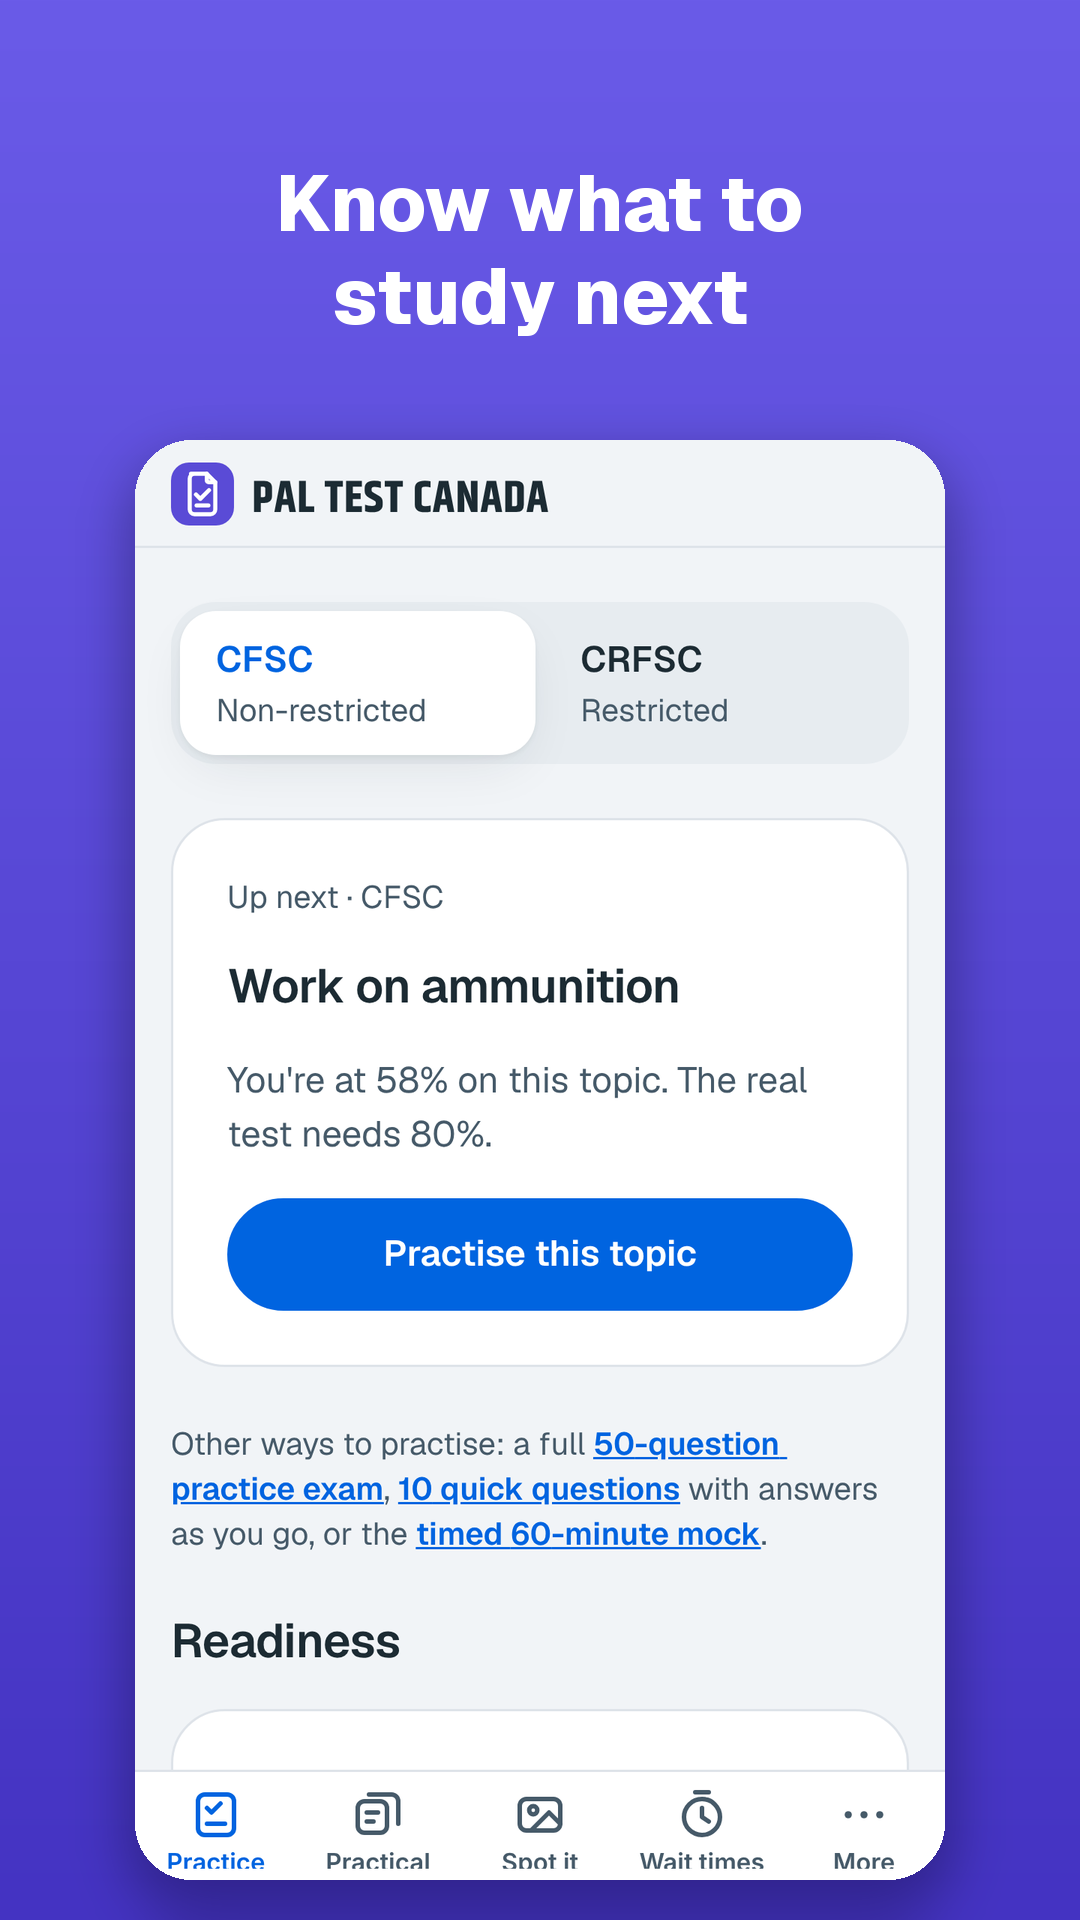 Know what to
study next
PAL TEST CANADA
CFSC
Non-restricted
CRFSC
Restricted
Up next · CFSC
Work on ammunition
You're at 58% on this topic. The real
test needs 80%.
Practise this topic
Other ways to practise: a full 50-question
practice exam, 10 quick questions with answers
as you go, or the timed 60-minute mock.
Readiness
Practice
Practical
Spot it
Wait times
More